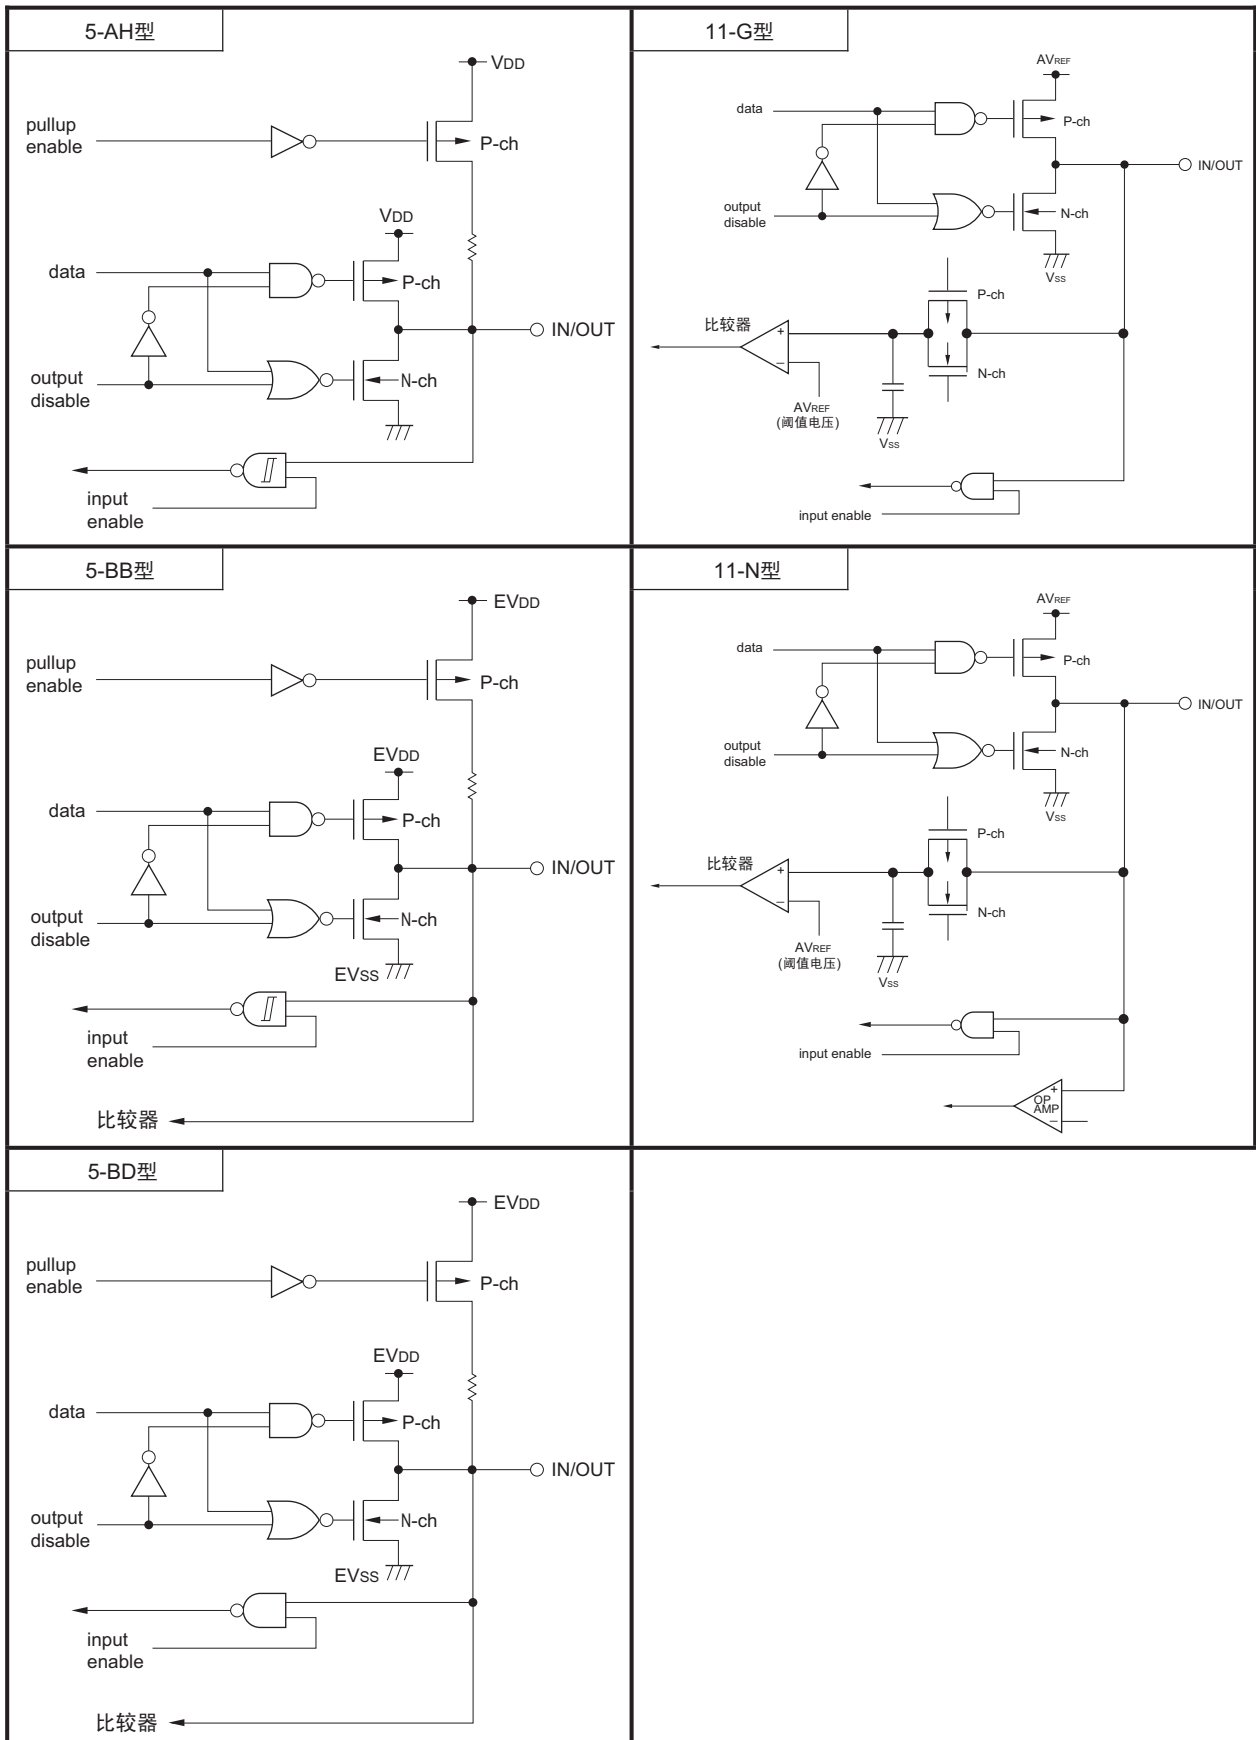 5-AH型
VDD
pullup
enable
P-ch
VDD
data
P-ch
IN/OUT
output
disable
N-ch
input
enable
11-G型
AVREF
data
P-ch
IN/OUT
output
disable
N-ch
VSS
P-ch
比较器
+
–
N-ch
AVREF
(阈值电压)
VSS
input enable
5-BB型
EVDD
pullup
enable
P-ch
EVDD
data
P-ch
IN/OUT
output
disable
N-ch
EVSS
input
enable
比较器
11-N型
AVREF
data
P-ch
IN/OUT
output
disable
N-ch
VSS
P-ch
比较器
+
–
N-ch
AVREF
(阈值电压)
VSS
input enable
+
OP
AMP
–
5-BD型
EVDD
pullup
enable
P-ch
EVDD
data
P-ch
IN/OUT
output
disable
N-ch
EVSS
input
enable
比较器